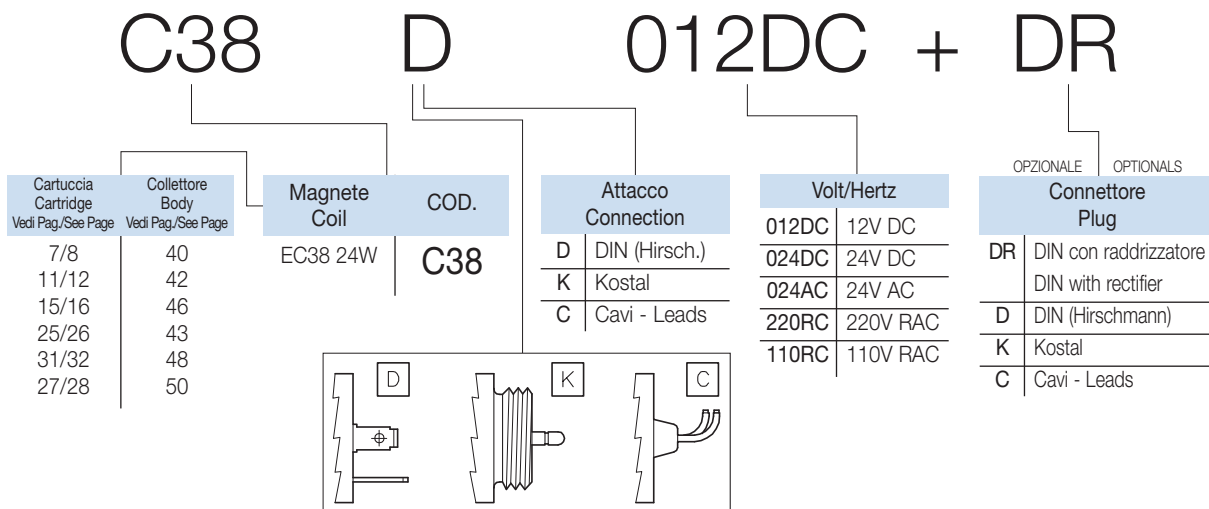 C38 D 012DC + DR
OPZIONALE OPTIONALS
Cartuccia
Cartridge
Vedi Pag./See Page
Collettore
Body
Vedi Pag./See Page
7/8 40
11/12 42
15/16 46
25/26 43
31/32 48
27/28 50
Magnete
Coil
COD.
EC38 24W C38
Attacco
Connection
D DIN (Hirsch.)
K Kostal
C Cavi - Leads
Volt/Hertz
012DC 12V DC
024DC 24V DC
024AC 24V AC
220RC 220V RAC
110RC 110V RAC
Connettore
Plug
DR DIN con raddrizzatore
DIN with rectifier
D DIN (Hirschmann)
K Kostal
C Cavi - Leads
D K C